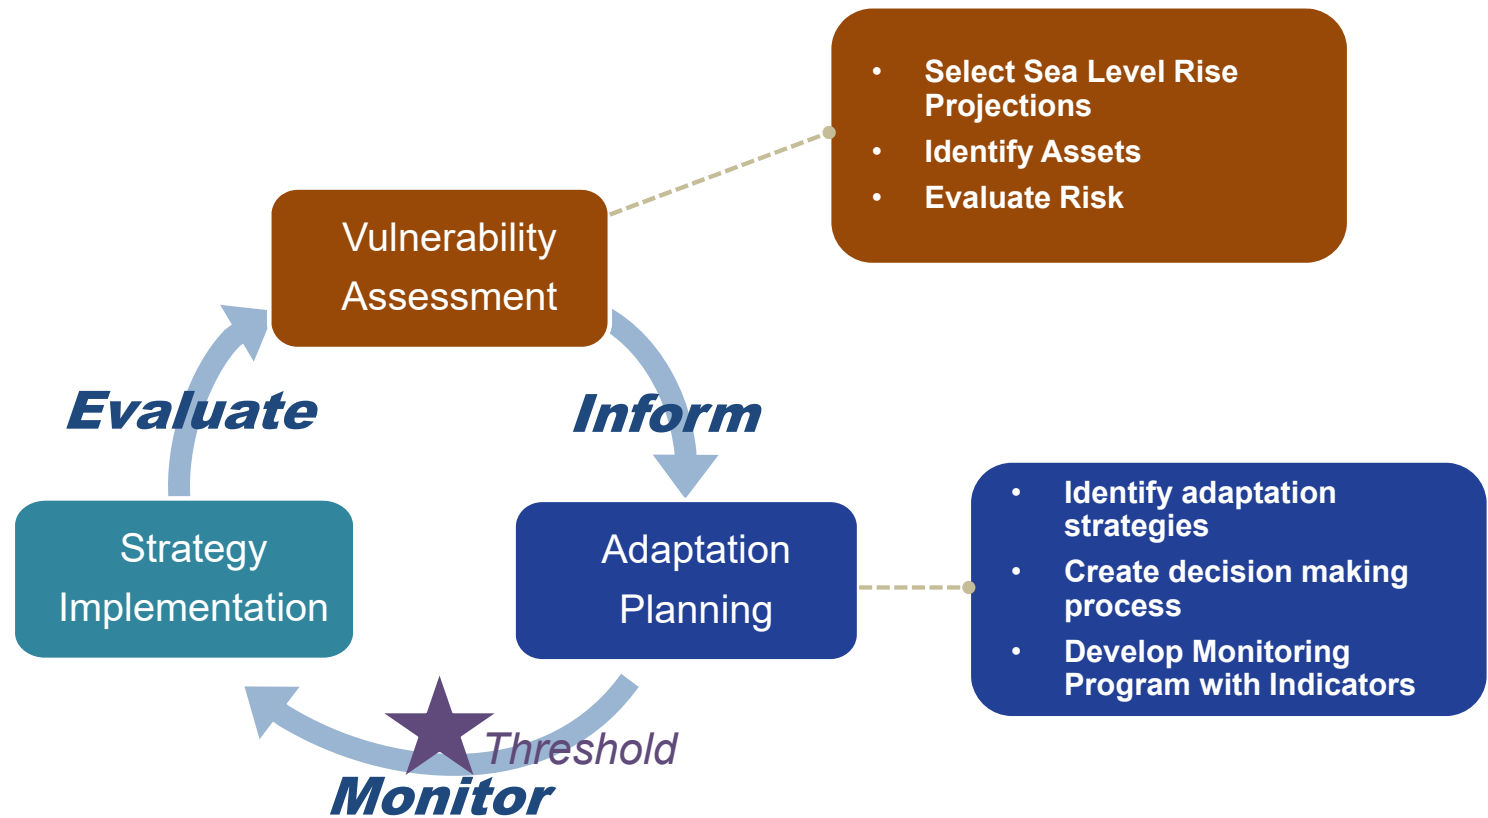 • Select Sea Level Rise
Projections
• Identify Assets
• Evaluate Risk
Vulnerability
Assessment
Evaluate
Inform
Strategy
Implementation
Adaptation
Planning
• Identify adaptation
strategies
• Create decision making
process
• Develop Monitoring
Program with Indicators
Threshold
Monitor